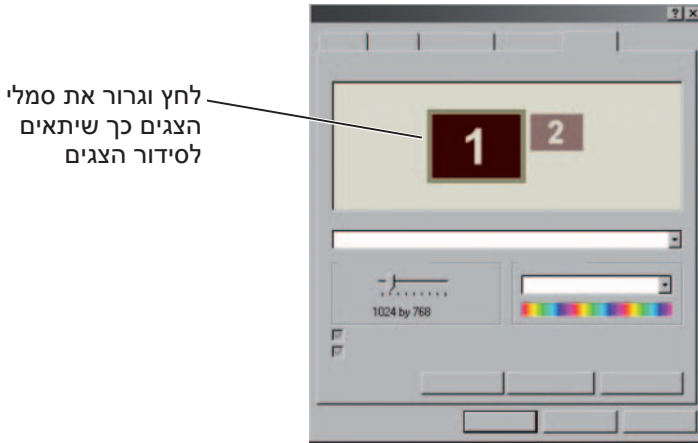 לחץ וגרור את סמלי
הצגים כך שיתאים
לסידור הצגים
1
2
1024 by 768